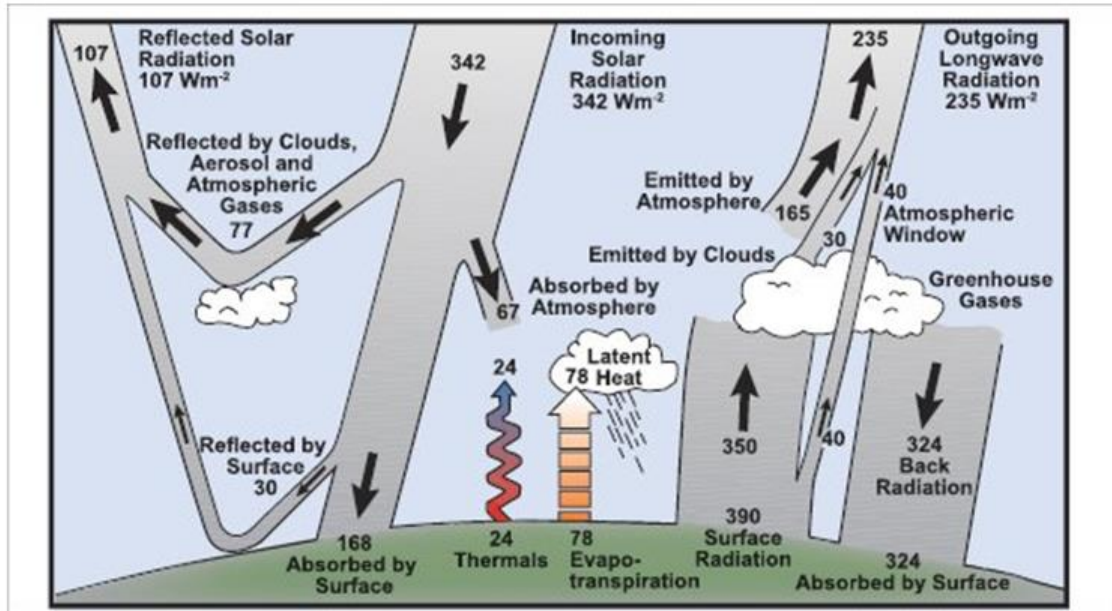 107
Reflected Solar
Radiation
107 Wm-2
342
Incoming
Solar
Radiation
342 Wm-2
235
Outgoing
Longwave
Radiation
235 Wm-2
Reflected by Clouds,
Aerosol and
Atmospheric
Gases
77
Emitted by
Atmosphere
165
40
Atmospheric
Window
30
Emitted by Clouds
Greenhouse
Gases
Absorbed by
Atmosphere
67
24
78
Latent
Heat
Reflected by
Surface
30
350
40
324
Back
Radiation
390
Surface
Radiation
168
Absorbed by
Surface
24
Thermals
78
Evapo-
transpiration
324
Absorbed by Surface